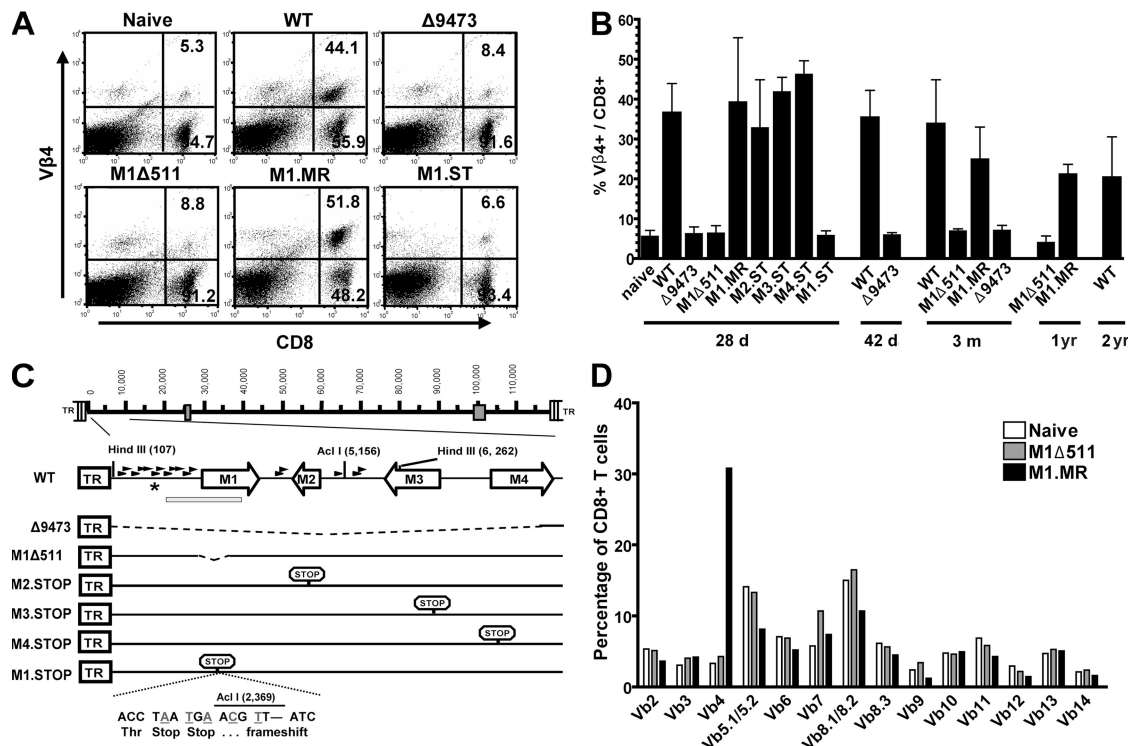 A
Naive
WT
Δ9473
5.3
44.1
8.4
55.9
M1Δ511
M1.MR
M1.ST
8.8
51.8
6.6
91.2
48.2
93.4
Vβ4
CD8
B
% Vβ4+ / CD8+
60
50
40
30
20
10
0
naive
WT
Δ9473
M1Δ511
M1.MR
M2.ST
M3.ST
M4.ST
M1.ST
WT
Δ9473
WT
M1Δ511
M1.MR
Δ9473
M1Δ511
M1.MR
WT
28 d
42 d
3 m
1yr
2yr
C
0
10,000
20,000
30,000
40,000
50,000
60,000
70,000
80,000
90,000
100,000
110,000
TR
TR
Hind III (107)
Acl I (5,156)
Hind III (6, 262)
WT
TR
M1
M2
M3
M4
*
Δ9473
TR
M1Δ511
TR
M2.STOP
TR
STOP
M3.STOP
TR
STOP
M4.STOP
TR
STOP
M1.STOP
TR
STOP
Acl I (2,369)
ACC TAA TGA ACG TT— ATC
Thr Stop Stop . . . frameshift
D
Percentage of CD8+ T cells
40
30
20
10
0
Naive
M1Δ511
M1.MR
Vb2
Vb3
Vb4
Vb5.1/5.2
Vb6
Vb7
Vb8.1/8.2
Vb8.3
Vb9
Vb10
Vb11
Vb12
Vb13
Vb14